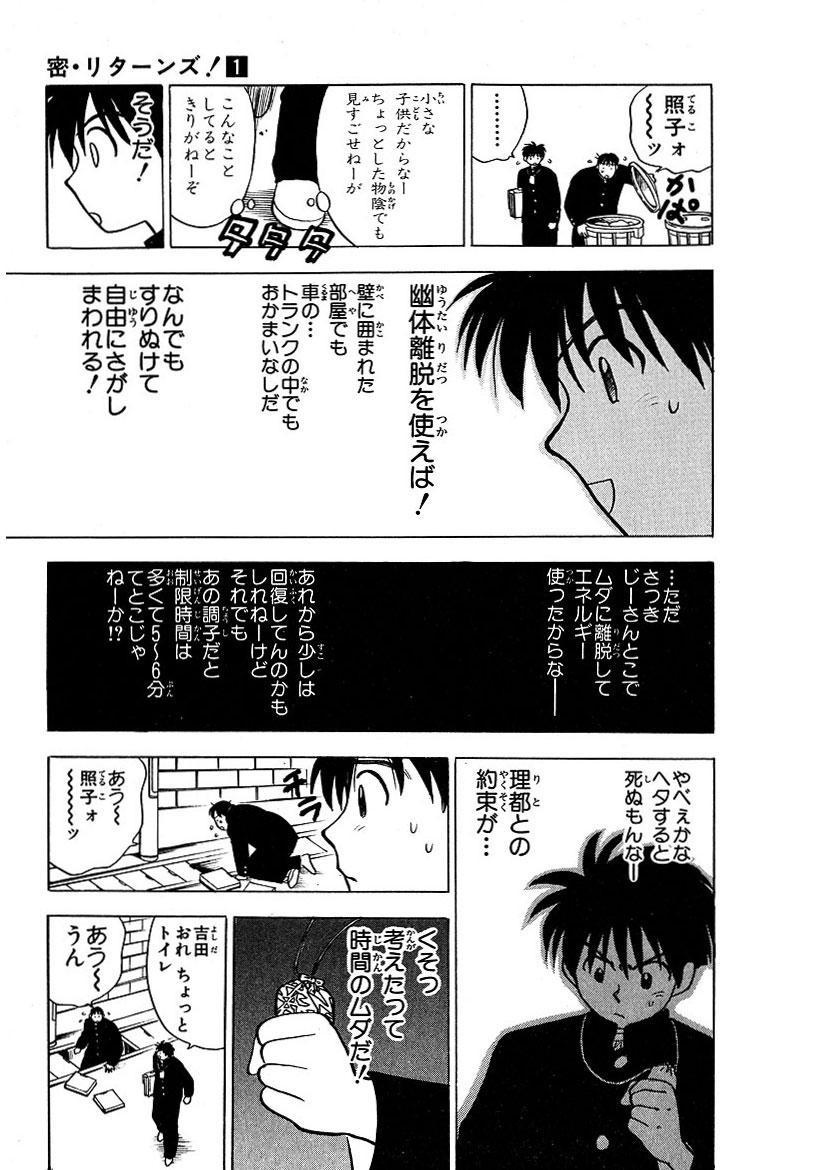 密・リターンズ！1
照子ォ
〜〜〜ッ
かぱっ
…………
小さな
子供だからなー
ちょっとした物陰でも
見すごせねーが
こんなこと
してると
きりがねーぞ
そうだ！
幽体離脱を使えば！
壁に囲まれた
部屋でも
車の…
トランクの中でも
おかまいなしだ
なんでも
すりぬけて
自由にさがし
まわれる！
…ただ
さっき
じーさんとこで
ムダに離脱して
エネルギー
使ったからな——
あれから少しは
回復してんのかも
しれねーけど
それでも
あの調子だと
制限時間は
多くて5〜6分
てとこじゃ
ねーか!?
やべぇかな
ヘタすると
死ぬもんなー
理都との
約束が…
チラ
あう〜
照子ォ
〜〜〜ッ
くそっ
考えたって
時間のムダだ！
吉田
おれ ちょっと
トイレ
あう〜
うん